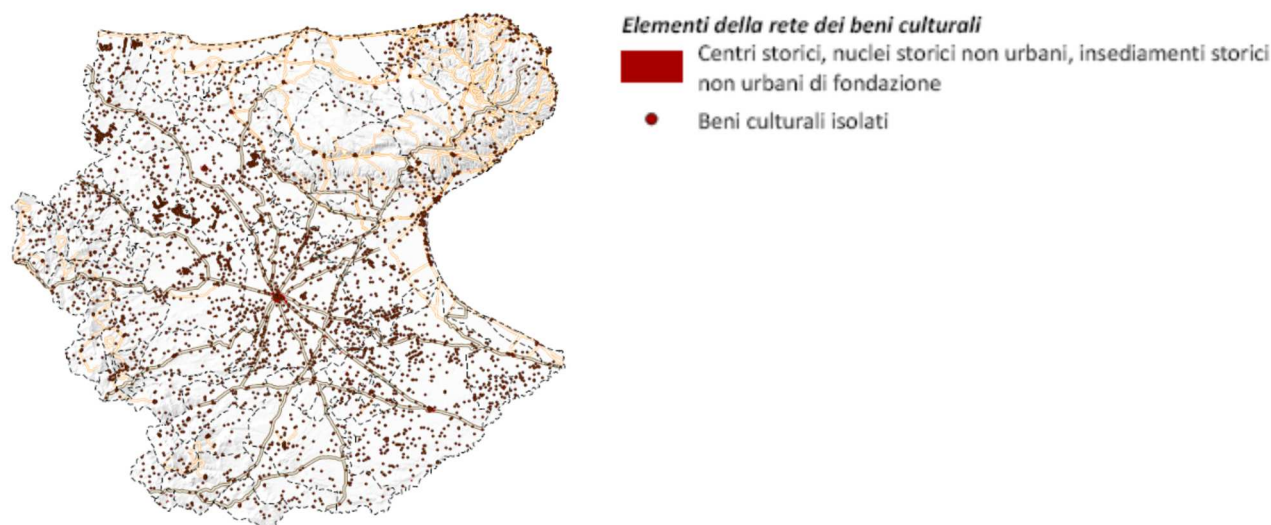 Elementi della rete dei beni culturali
Centri storici, nuclei storici non urbani, insediamenti storici
non urbani di fondazione
Beni culturali isolati